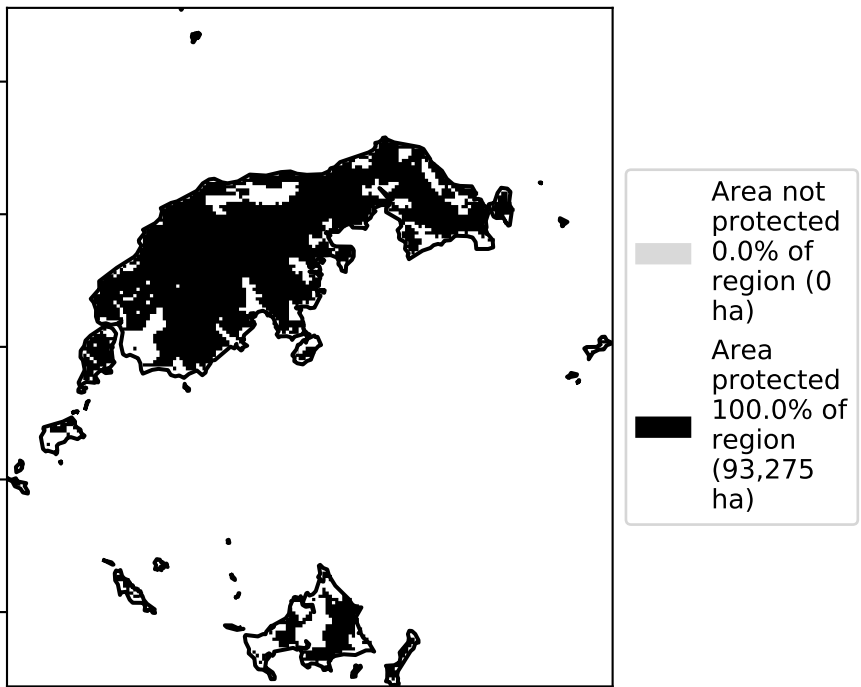 Area not
protected
0.0% of
region (0
ha)
Area
protected
100.0% of
region
(93,275
ha)